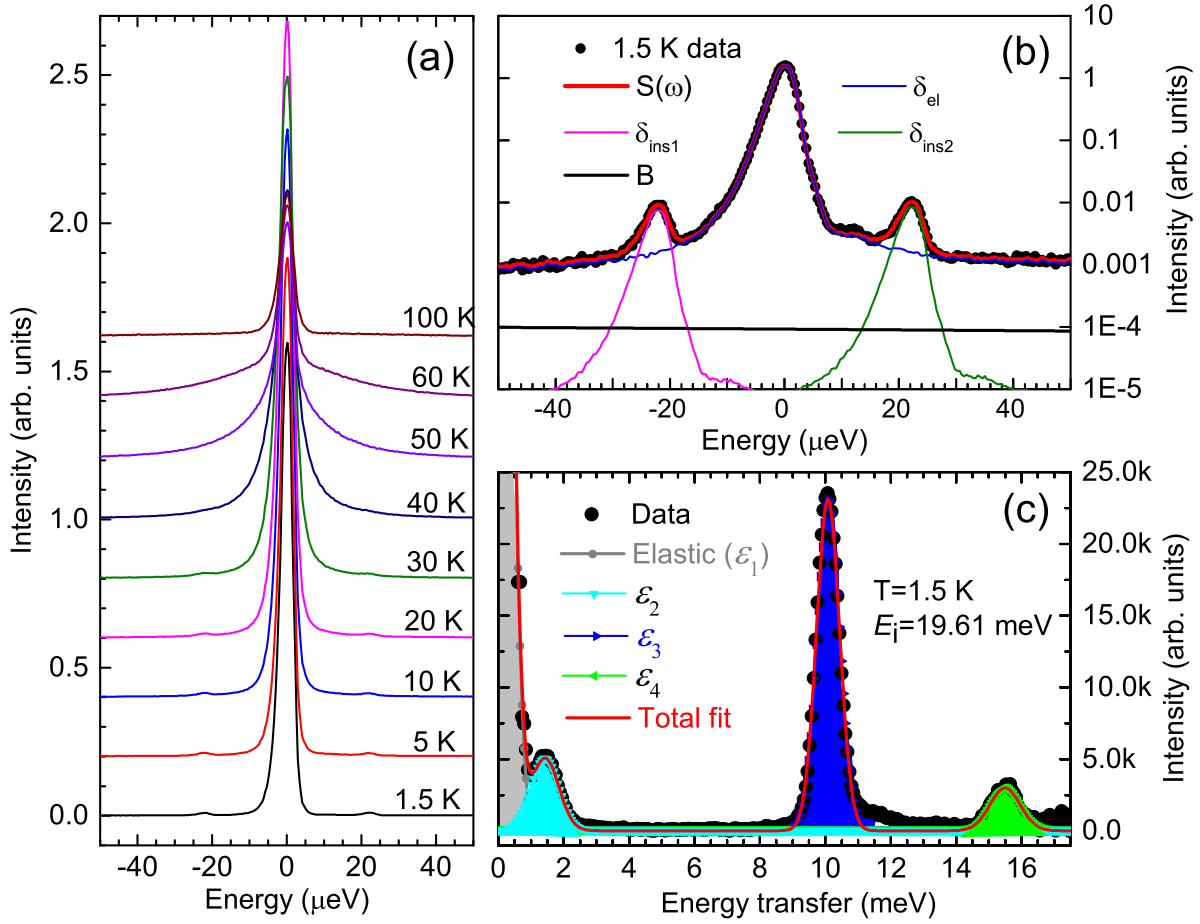 (a)
2.5
2.0
1.5
1.0
0.5
0.0
Intensity (arb. units)
100 K
60 K
50 K
40 K
30 K
20 K
10 K
5 K
1.5 K
-40 -20 0 20 40
Energy (μeV)
(b)
1.5 K data
S(ω) δel
δins1 δins2
B
10
1
0.1
0.01
0.001
1E-4
1E-5
Intensity (arb. units)
-40 -20 0 20 40
Energy (μeV)
(c)
Data
Elastic (ε1)
ε2
ε3
ε4
Total fit
T=1.5 K
Ei=19.61 meV
25.0k
20.0k
15.0k
10.0k
5.0k
0.0
Intensity (arb. units)
0 2 4 6 8 10 12 14 16
Energy transfer (meV)